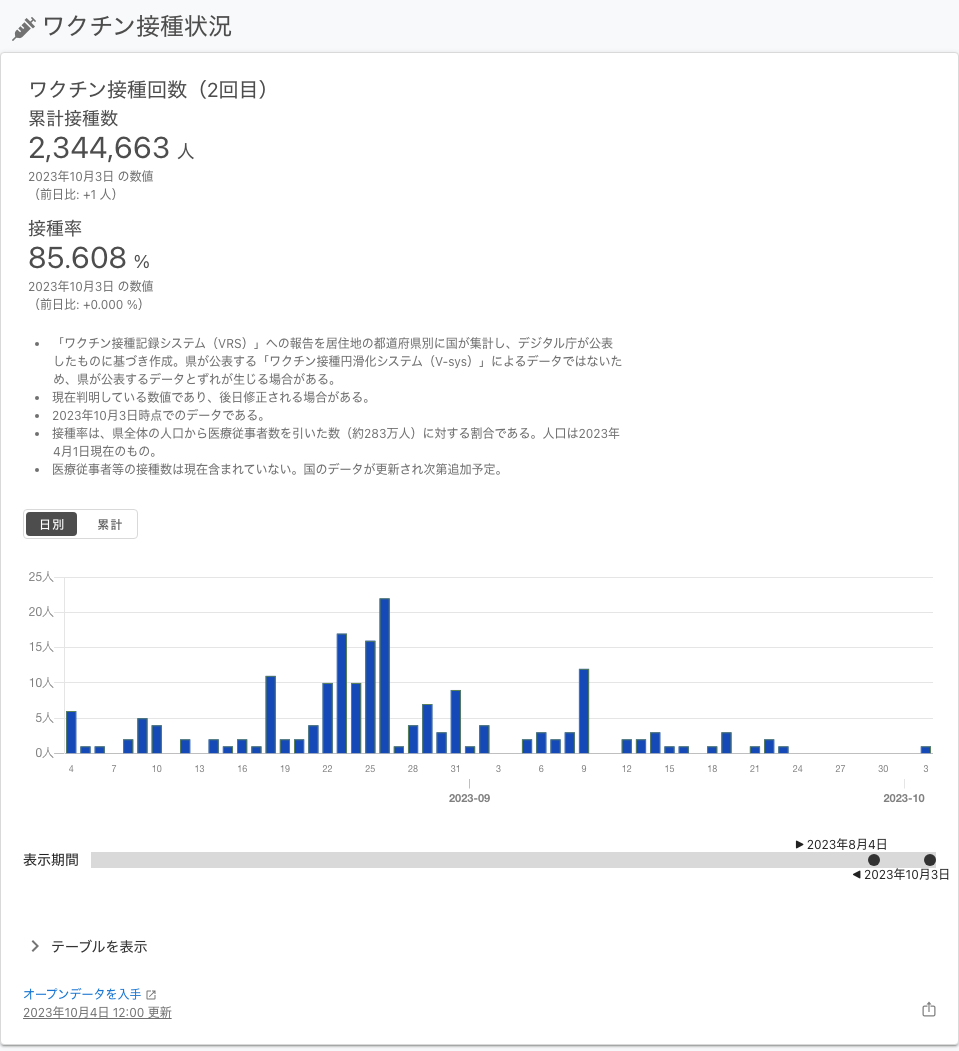 ワクチン接種状況
ワクチン接種回数（2回目）
累計接種数
2,344,663 人
2023年10月3日 の数値
（前日比: +1 人）
接種率
85.608 %
2023年10月3日 の数値
（前日比: +0.000 %）
• 「ワクチン接種記録システム（VRS）」への報告を居住地の都道府県別に国が集計し、デジタル庁が公表
したものに基づき作成。県が公表する「ワクチン接種円滑化システム（V-sys）」によるデータではないた
め、県が公表するデータとずれが生じる場合がある。
• 現在判明している数値であり、後日修正される場合がある。
• 2023年10月3日時点でのデータである。
• 接種率は、県全体の人口から医療従事者数を引いた数（約283万人）に対する割合である。人口は2023年
4月1日現在のもの。
• 医療従事者等の接種数は現在含まれていない。国のデータが更新され次第追加予定。
日別 累計
25人
20人
15人
10人
5人
0人
4 7 10 13 16 19 22 25 28 31 3 6 9 12 15 18 21 24 27 30 3
2023-09 2023-10
▶ 2023年8月4日
表示期間
◀ 2023年10月3日
テーブルを表示
オープンデータを入手
2023年10月4日 12:00 更新